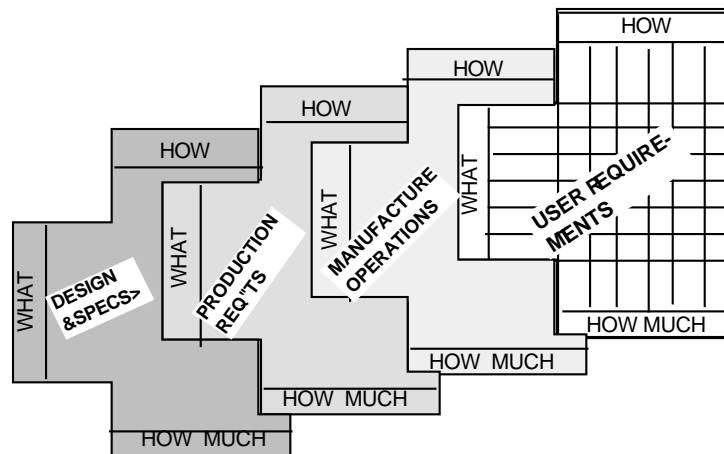 HOW
WHAT
DESIGN
&SPECS>
HOW MUCH
HOW
WHAT
PRODUCTION
REQ"TS
HOW MUCH
HOW
WHAT
MANUFACTURE
OPERATIONS
HOW MUCH
HOW
WHAT
USER REQUIRE-
MENTS
HOW MUCH